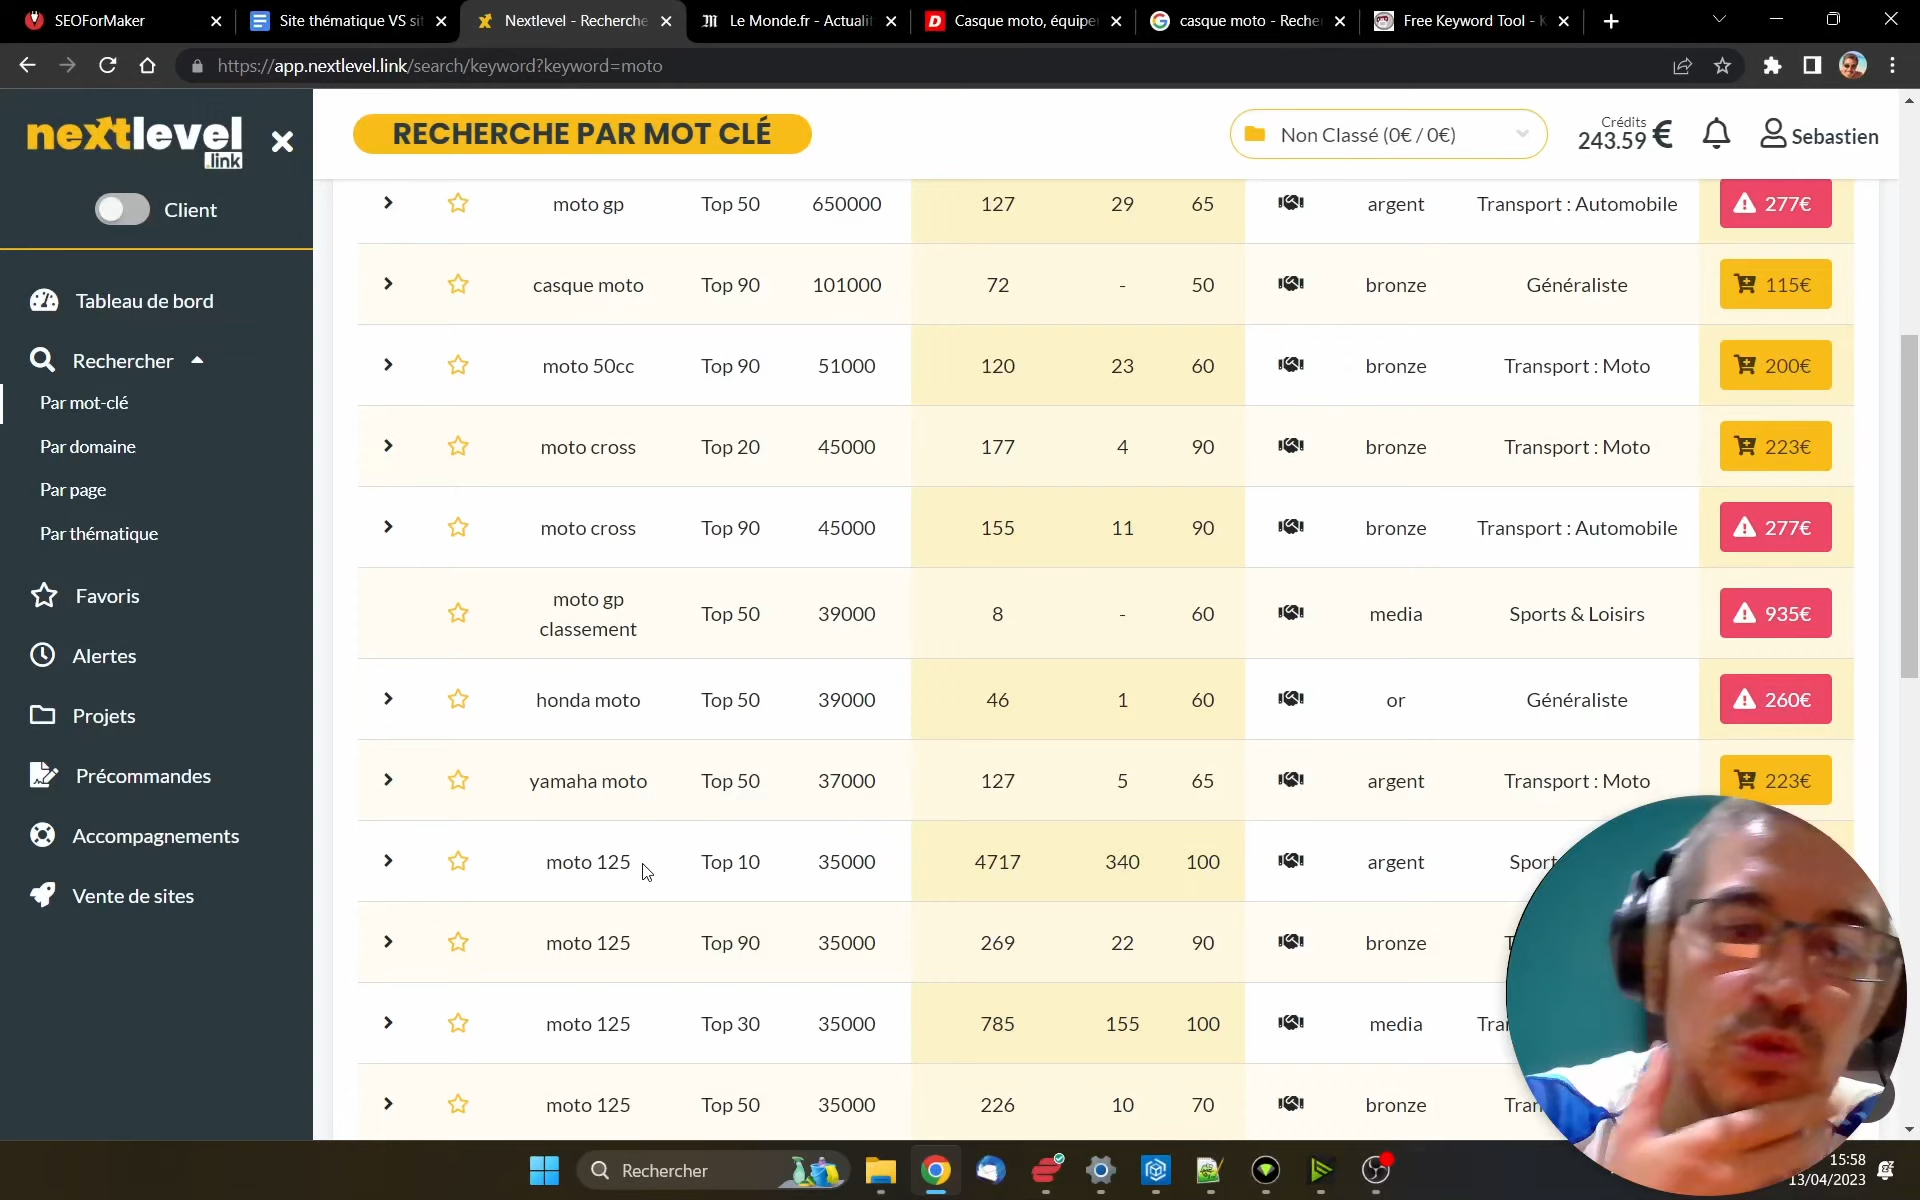 SEOForMaker
Site thématique VS sit
Nextlevel - Recherche
Le Monde.fr - Actualit
Casque moto, équipe
casque moto - Reche
Free Keyword Tool - K
https://app.nextlevel.link/search/keyword?keyword=moto
nextlevel
.link
Client
RECHERCHE PAR MOT CLÉ
Non Classé (0€ / 0€)
Crédits
243.59 €
Sebastien
Tableau de bord
Rechercher
Par mot-clé
Par domaine
Par page
Par thématique
Favoris
Alertes
Projets
Précommandes
Accompagnements
Vente de sites
moto gp Top 50 650000 127 29 65 argent Transport : Automobile 277€
casque moto Top 90 101000 72 - 50 bronze Généraliste 115€
moto 50cc Top 90 51000 120 23 60 bronze Transport : Moto 200€
moto cross Top 20 45000 177 4 90 bronze Transport : Moto 223€
moto cross Top 90 45000 155 11 90 bronze Transport : Automobile 277€
moto gp
classement Top 50 39000 8 - 60 media Sports & Loisirs 935€
honda moto Top 50 39000 46 1 60 or Généraliste 260€
yamaha moto Top 50 37000 127 5 65 argent Transport : Moto 223€
moto 125 Top 10 35000 4717 340 100 argent Sport
moto 125 Top 90 35000 269 22 90 bronze
moto 125 Top 30 35000 785 155 100 media Tra
moto 125 Top 50 35000 226 10 70 bronze Tra
Rechercher
15:58
13/04/2023